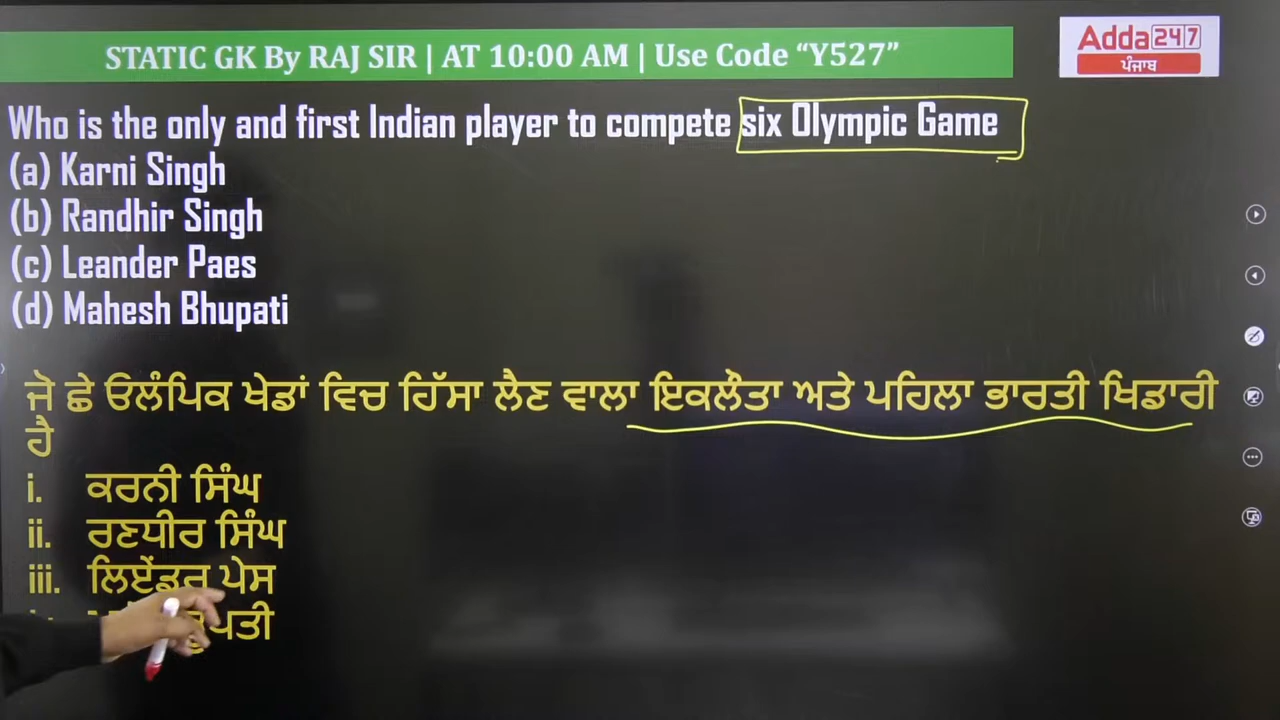 STATIC GK By RAJ SIR | AT 10:00 AM | Use Code “Y527”
Adda247
ਪੰਜਾਬ
Who is the only and first Indian player to compete six Olympic Game
(a) Karni Singh
(b) Randhir Singh
(c) Leander Paes
(d) Mahesh Bhupati
ਜੋ ਛੇ ਓਲੰਪਿਕ ਖੇਡਾਂ ਵਿਚ ਹਿੱਸਾ ਲੈਣ ਵਾਲਾ ਇਕਲੌਤਾ ਅਤੇ ਪਹਿਲਾ ਭਾਰਤੀ ਖਿਡਾਰੀ
ਹੈ
i. ਕਰਨੀ ਸਿੰਘ
ii. ਰਣਧੀਰ ਸਿੰਘ
iii. ਲਿਏਂਡਰ ਪੇਸ